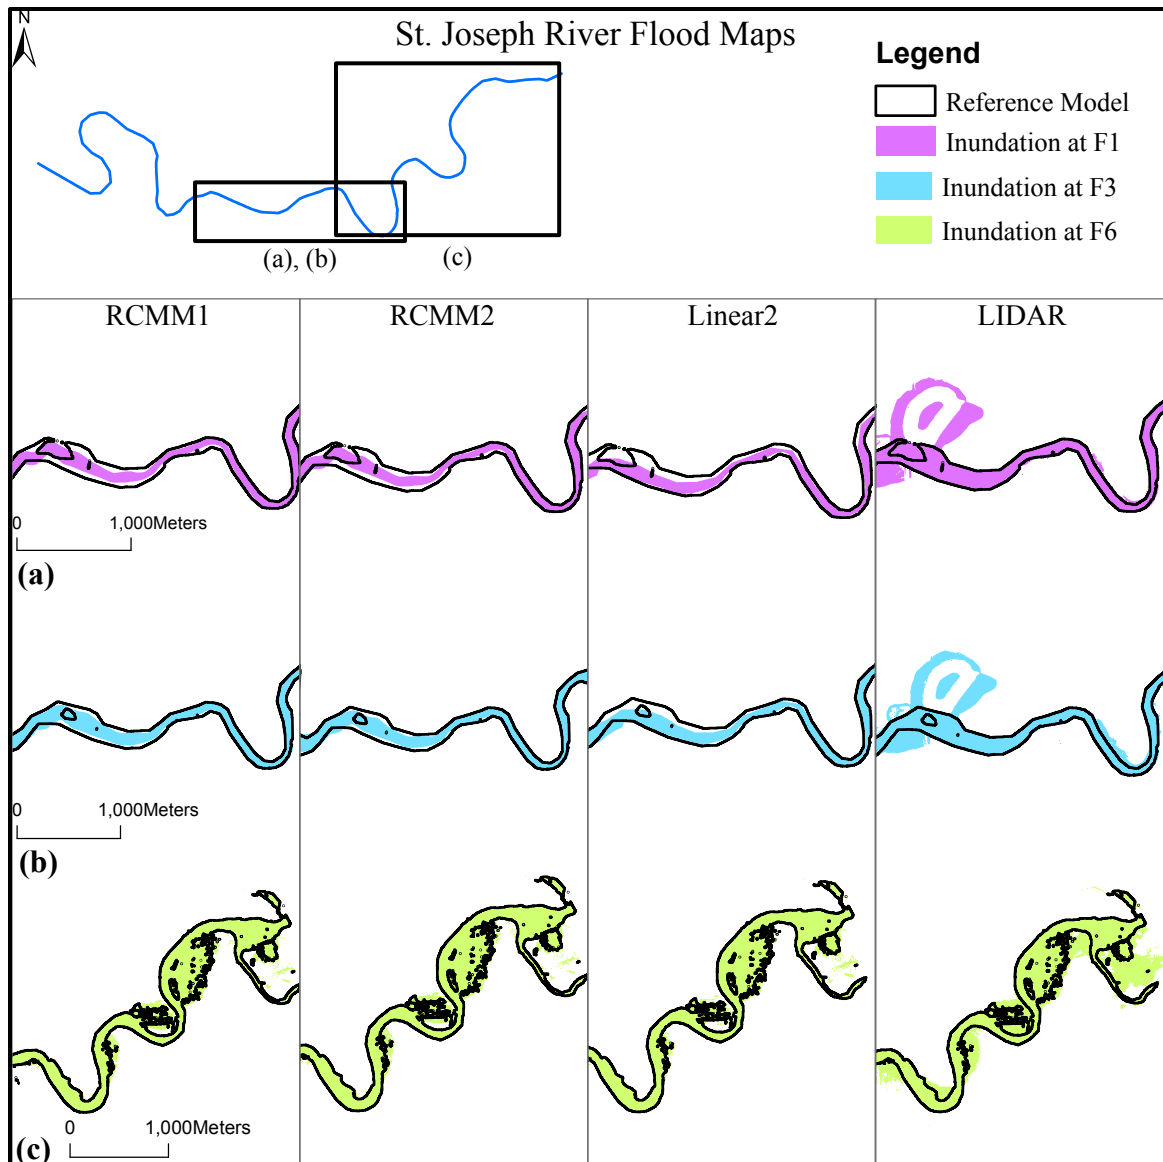 N
St. Joseph River Flood Maps
Legend
Reference Model
Inundation at F1
Inundation at F3
Inundation at F6
(a), (b)
(c)
RCMM1
RCMM2
Linear2
LIDAR
0 1,000Meters
(a)
0 1,000Meters
(b)
0 1,000Meters
(c)